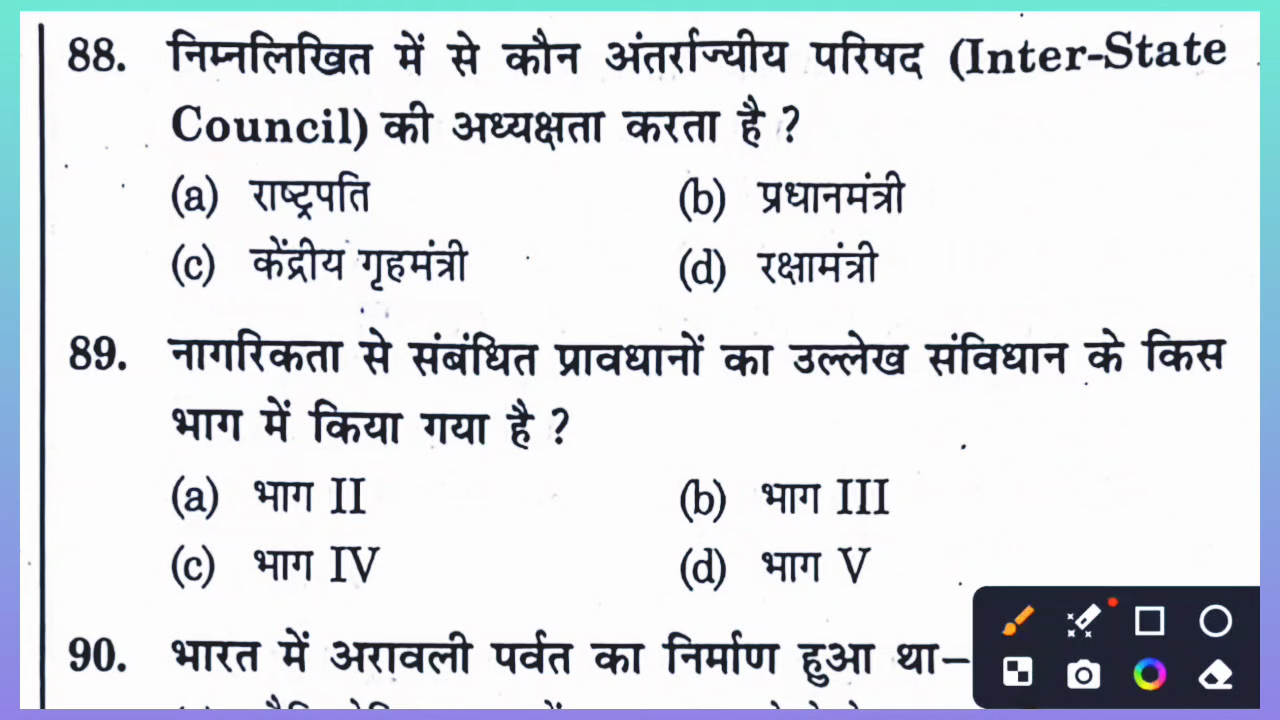 88. निम्नलिखित में से कौन अंतर्राज्यीय परिषद (Inter-State
Council) की अध्यक्षता करता है ?
(a) राष्ट्रपति (b) प्रधानमंत्री
(c) केंद्रीय गृहमंत्री (d) रक्षामंत्री
89. नागरिकता से संबंधित प्रावधानों का उल्लेख संविधान के किस
भाग में किया गया है ?
(a) भाग II (b) भाग III
(c) भाग IV (d) भाग V
90. भारत में अरावली पर्वत का निर्माण हुआ था–